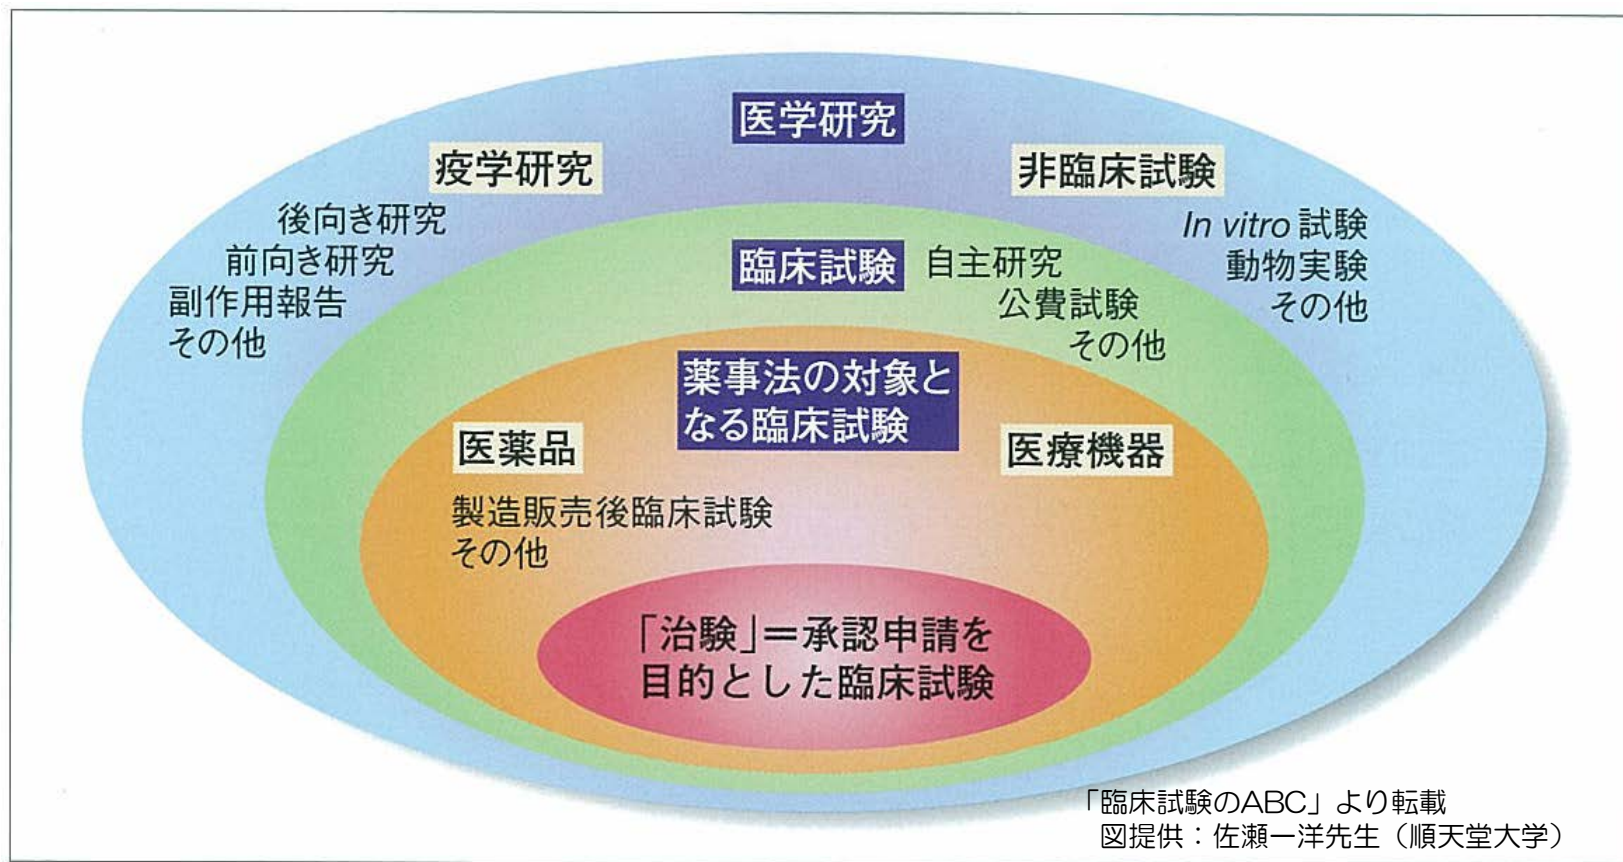 医学研究
疫学研究
非臨床試験
後向き研究
前向き研究
副作用報告
その他
In vitro 試験
動物実験
その他
臨床試験
自主研究
公費試験
その他
薬事法の対象と
なる臨床試験
医薬品
医療機器
製造販売後臨床試験
その他
「治験」=承認申請を
目的とした臨床試験
「臨床試験のABC」より転載
図提供：佐瀬一洋先生（順天堂大学）